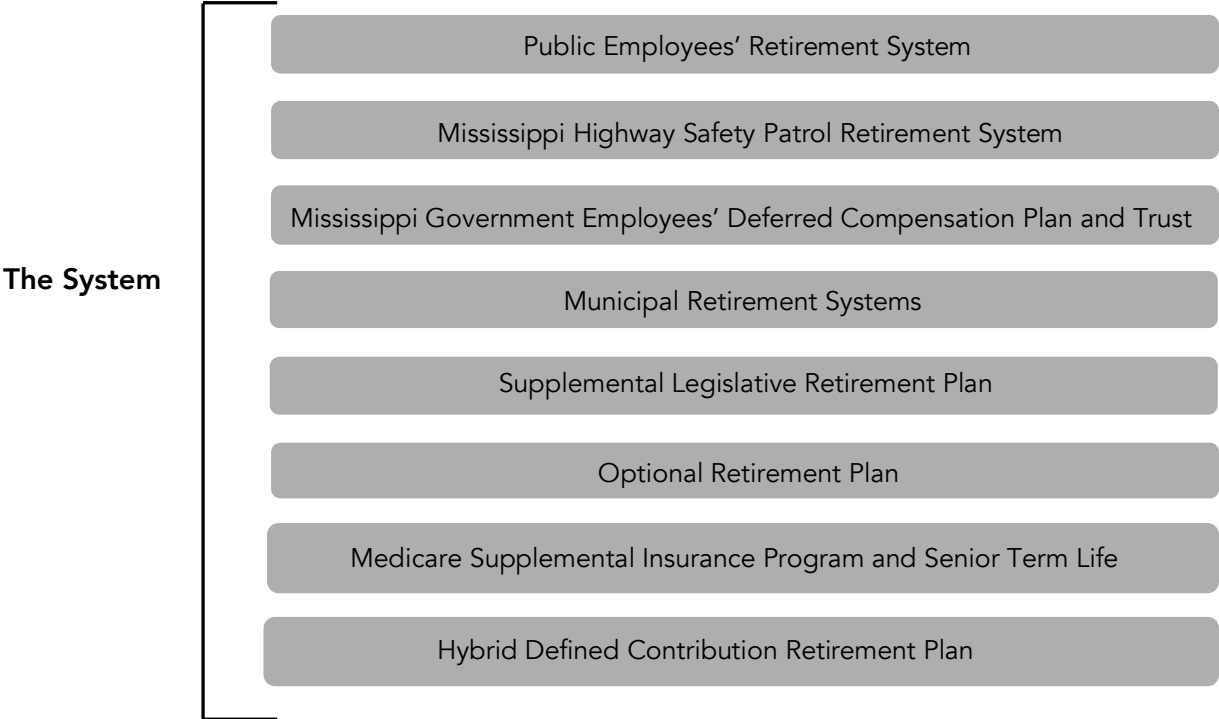 Public Employees’ Retirement System
Mississippi Highway Safety Patrol Retirement System
Mississippi Government Employees’ Deferred Compensation Plan and Trust
The System
Municipal Retirement Systems
Supplemental Legislative Retirement Plan
Optional Retirement Plan
Medicare Supplemental Insurance Program and Senior Term Life
Hybrid Defined Contribution Retirement Plan